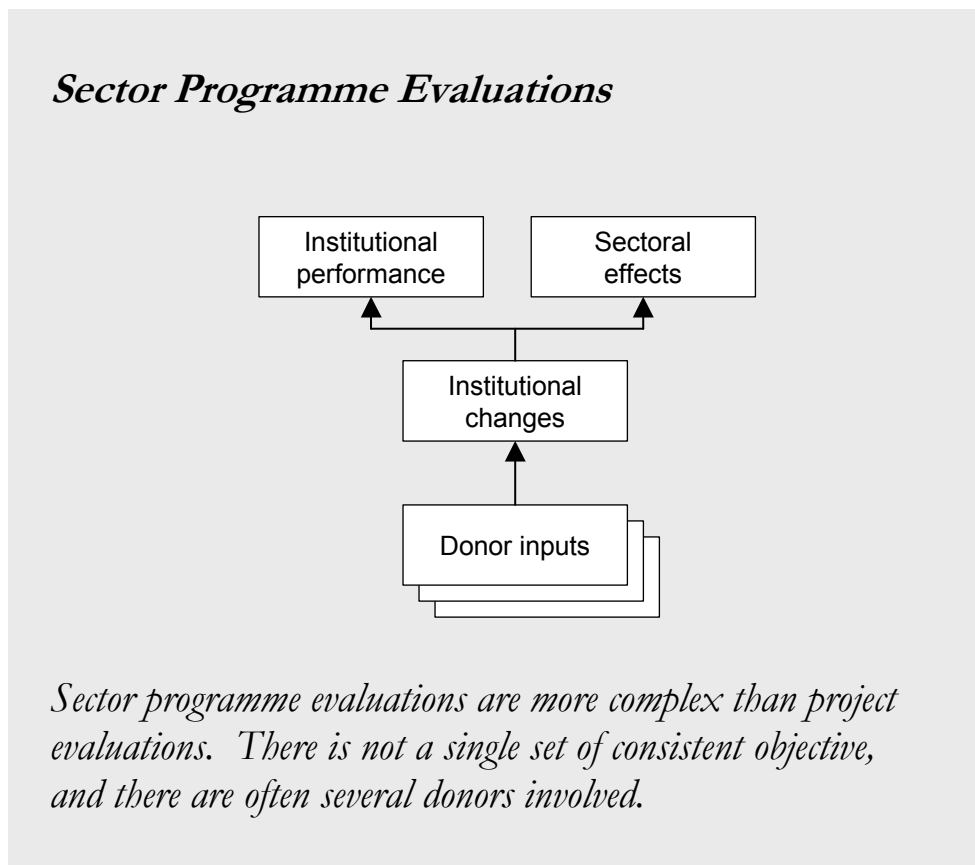 Sector Programme Evaluations
Institutional
performance
Sectoral
effects
Institutional
changes
Donor inputs
Sector programme evaluations are more complex than project
evaluations.  There is not a single set of consistent objective,
and there are often several donors involved.